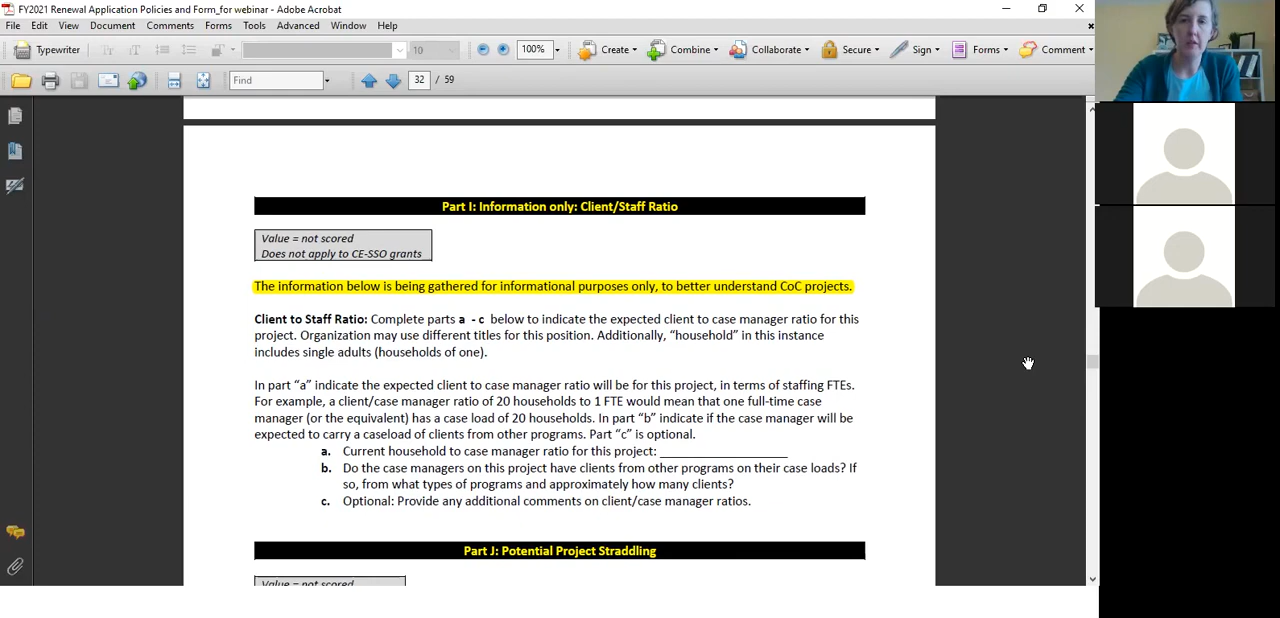 FY2021 Renewal Application Policies and Form_for webinar - Adobe Acrobat
File Edit View Document Comments Forms Tools Advanced Window Help
Typewriter 10 100% Create Combine Collaborate Secure Sign Forms Comment
Find 32 / 59
Part I: Information only: Client/Staff Ratio
Value = not scored
Does not apply to CE-SSO grants
The information below is being gathered for informational purposes only, to better understand CoC projects.
Client to Staff Ratio: Complete parts a - c below to indicate the expected client to case manager ratio for this
project. Organization may use different titles for this position. Additionally, “household” in this instance
includes single adults (households of one).
In part “a” indicate the expected client to case manager ratio will be for this project, in terms of staffing FTEs.
For example, a client/case manager ratio of 20 households to 1 FTE would mean that one full-time case
manager (or the equivalent) has a case load of 20 households. In part “b” indicate if the case manager will be
expected to carry a caseload of clients from other programs. Part “c” is optional.
a. Current household to case manager ratio for this project: ____________________
b. Do the case managers on this project have clients from other programs on their case loads? If
so, from what types of programs and approximately how many clients?
c. Optional: Provide any additional comments on client/case manager ratios.
Part J: Potential Project Straddling
Value = not scored